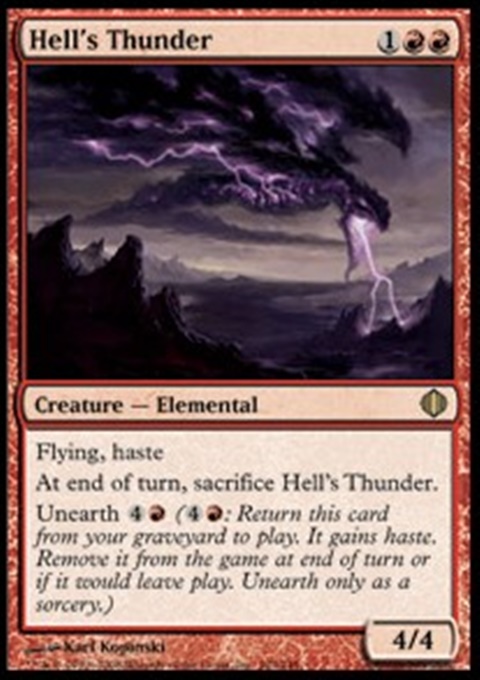 Hell's Thunder 1
Creature — Elemental
Flying, haste
At end of turn, sacrifice Hell's Thunder.
Unearth 4 (4 : Return this card
from your graveyard to play. It gains haste.
Remove it from the game at end of turn or
if it would leave play. Unearth only as a
sorcery.)
4/4
Karl Kopinski